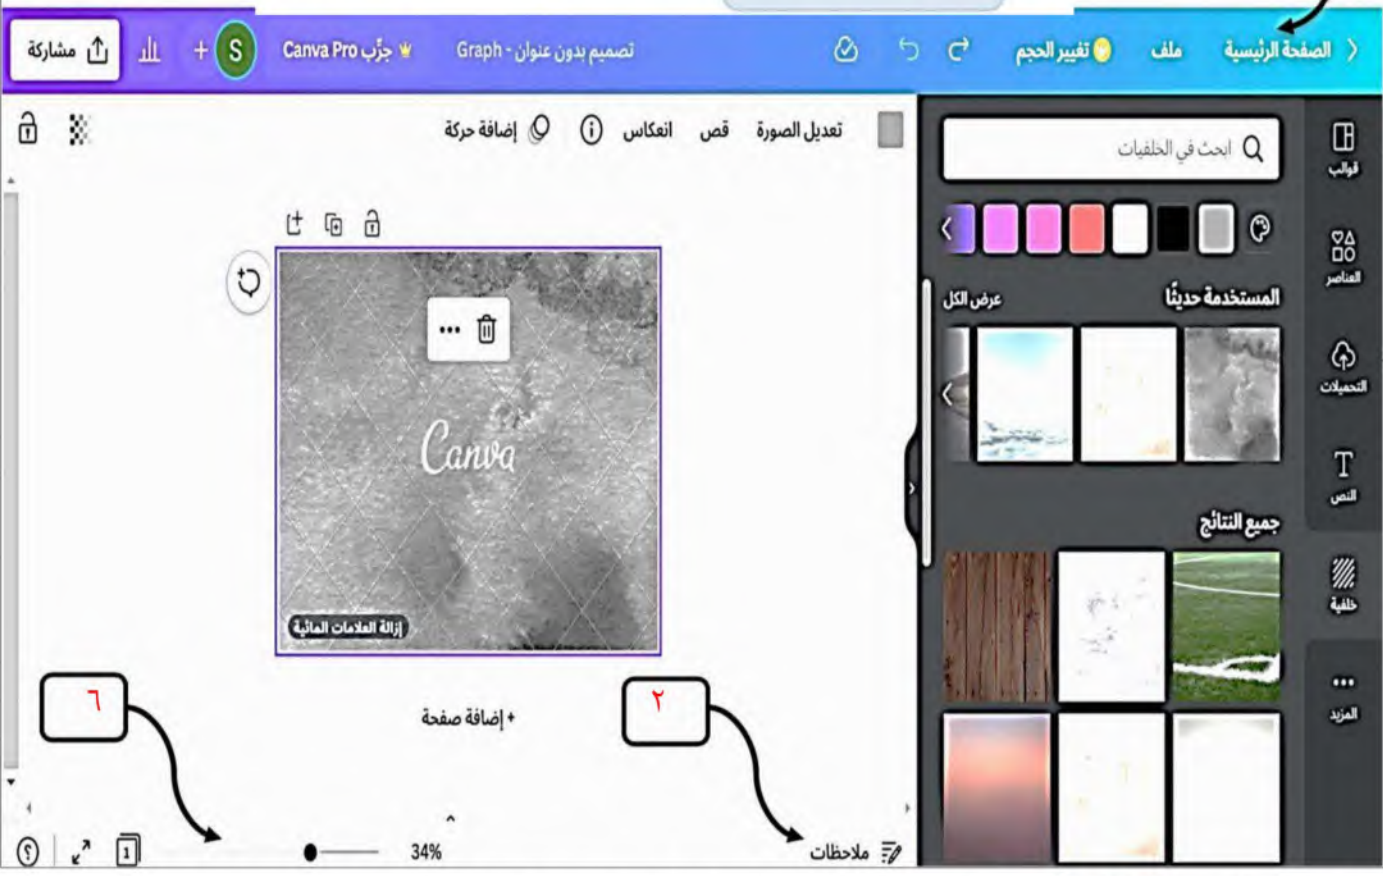 الصفحة الرئيسية
ملف
تغيير الحجم
تصميم بدون عنوان - Graph
جرِّب Canva Pro
S
+
مشاركة
قوالب
العناصر
التحميلات
النص
خلفية
المزيد
ابحث في الخلفيات
المستخدمة حديثًا
عرض الكل
جميع النتائج
تعديل الصورة
قص
انعكاس
إضافة حركة
Canva
إزالة العلامات المائية
٢
٦
+ إضافة صفحة
ملاحظات
34%
1
؟